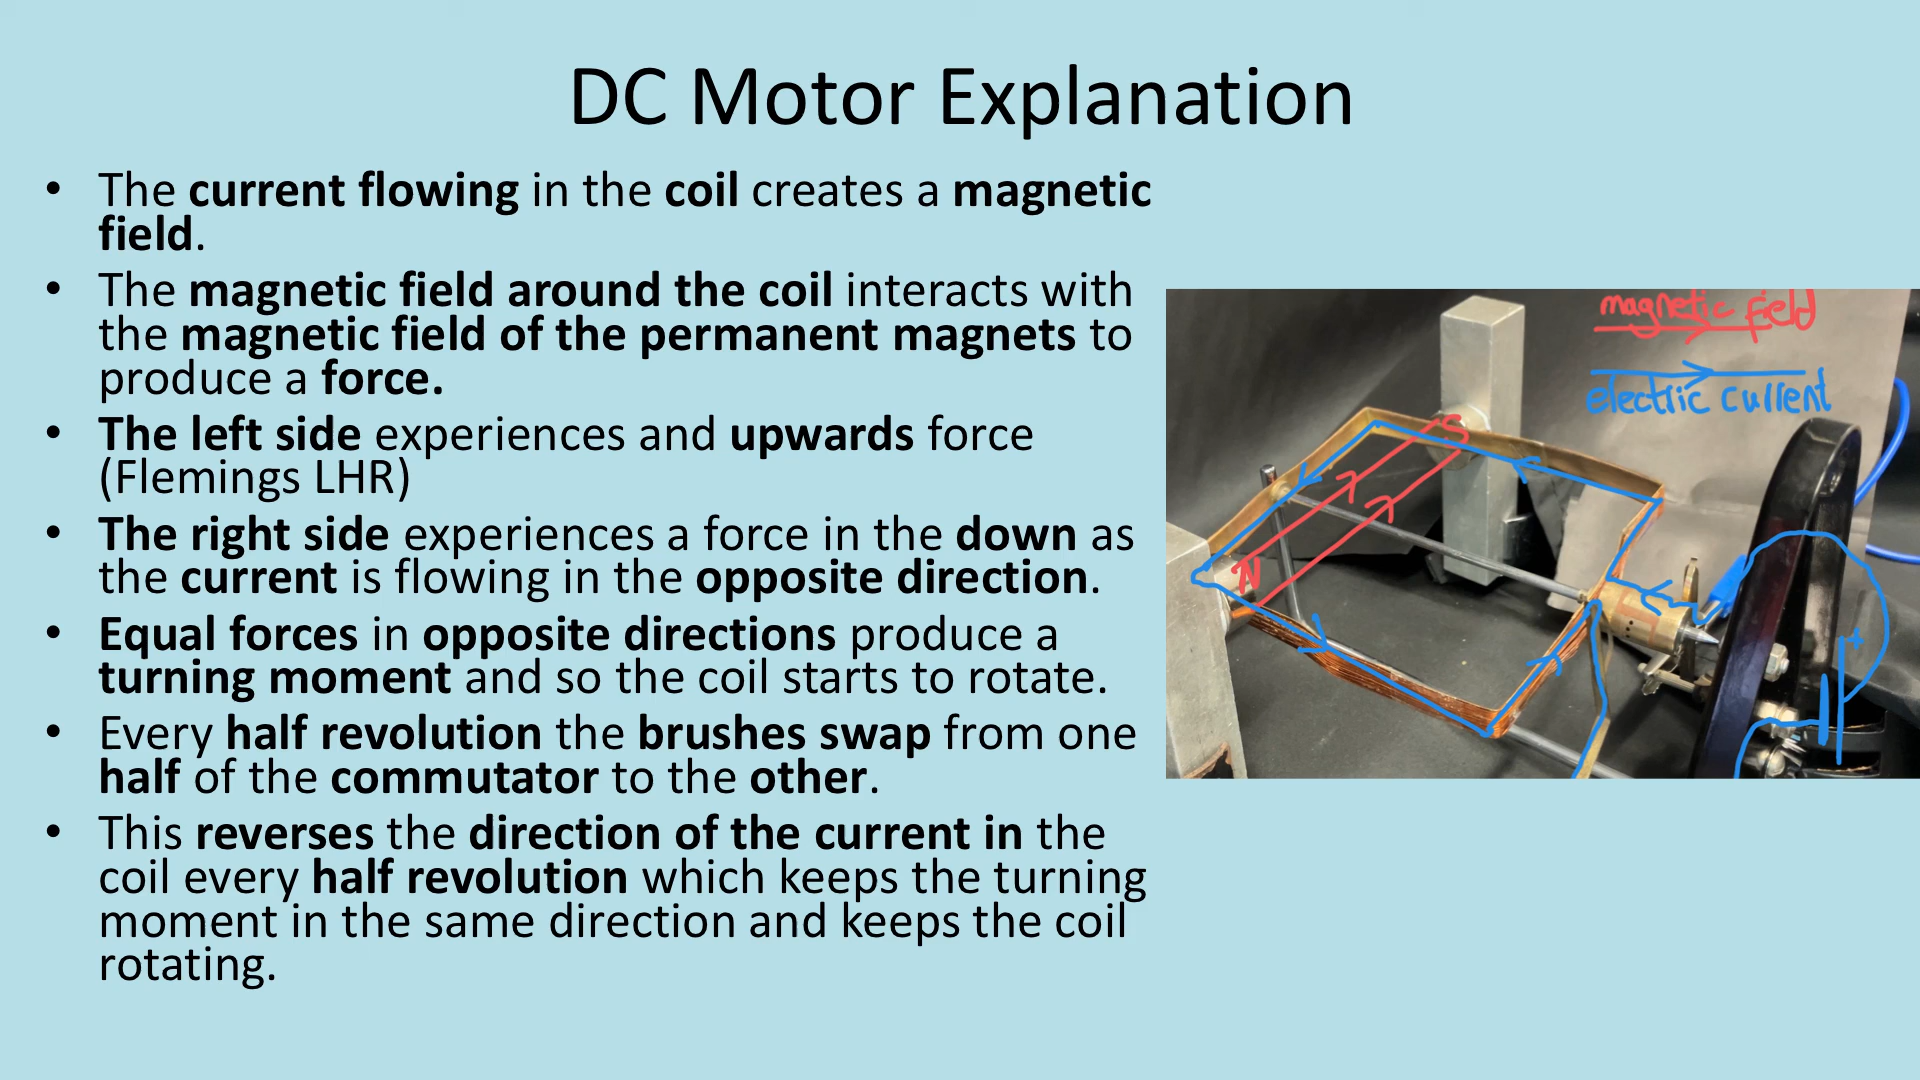 DC Motor Explanation
• The current flowing in the coil creates a magnetic
field.
• The magnetic field around the coil interacts with
the magnetic field of the permanent magnets to
produce a force.
• The left side experiences and upwards force
(Flemings LHR)
• The right side experiences a force in the down as
the current is flowing in the opposite direction.
• Equal forces in opposite directions produce a
turning moment and so the coil starts to rotate.
• Every half revolution the brushes swap from one
half of the commutator to the other.
• This reverses the direction of the current in the
coil every half revolution which keeps the turning
moment in the same direction and keeps the coil
rotating.
magnetic field
electric current
S
N
+